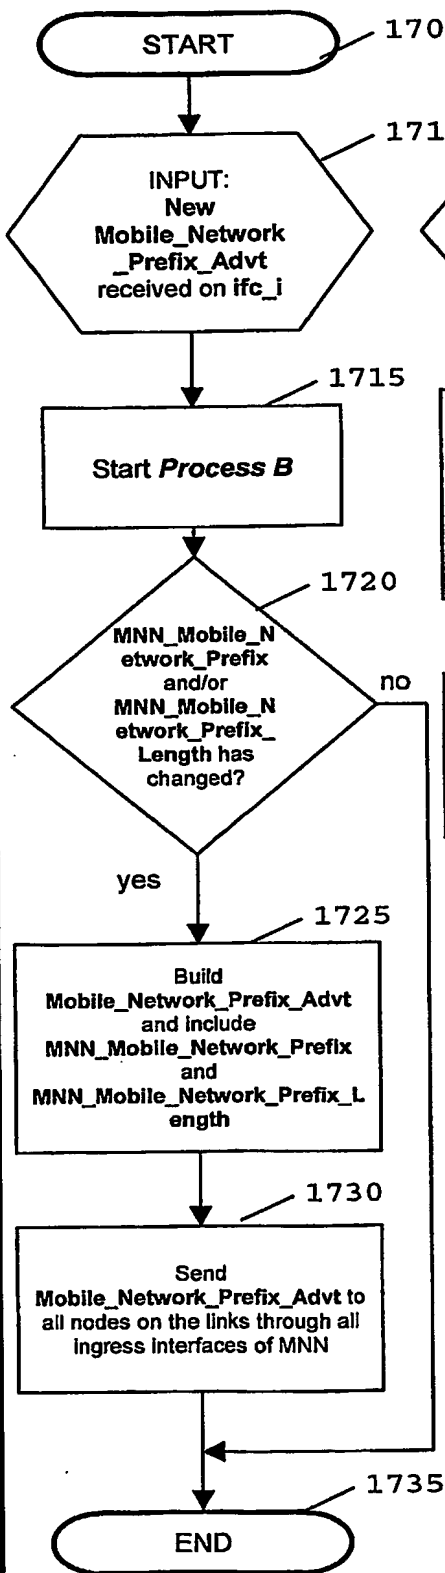 START
170
171
INPUT:
New
Mobile_Network
_Prefix_Advt
received on ifc_i
1715
Start Process B
1720
MNN_Mobile_N
etwork_Prefix
and/or
MNN_Mobile_N
etwork_Prefix_
Length has
changed?
no
yes
1725
Build
Mobile_Network_Prefix_Advt
and include
MNN_Mobile_Network_Prefix
and
MNN_Mobile_Network_Prefix_L
ength
1730
Send
Mobile_Network_Prefix_Advt to
all nodes on the links through all
ingress interfaces of MNN
1735
END